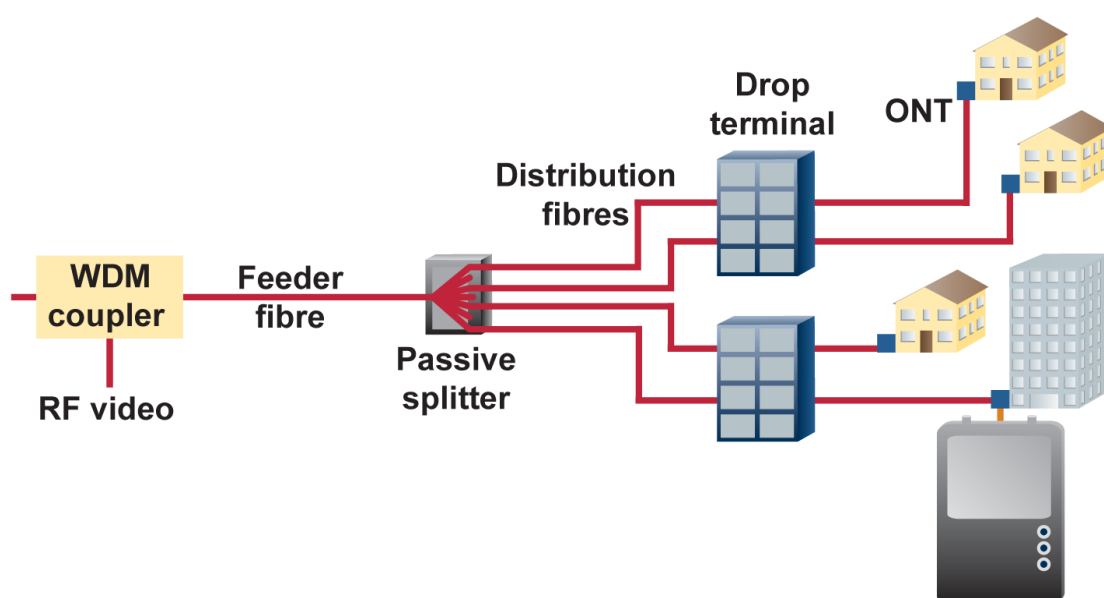 WDM
coupler
RF video
Feeder
fibre
Passive
splitter
Distribution
fibres
Drop
terminal
ONT